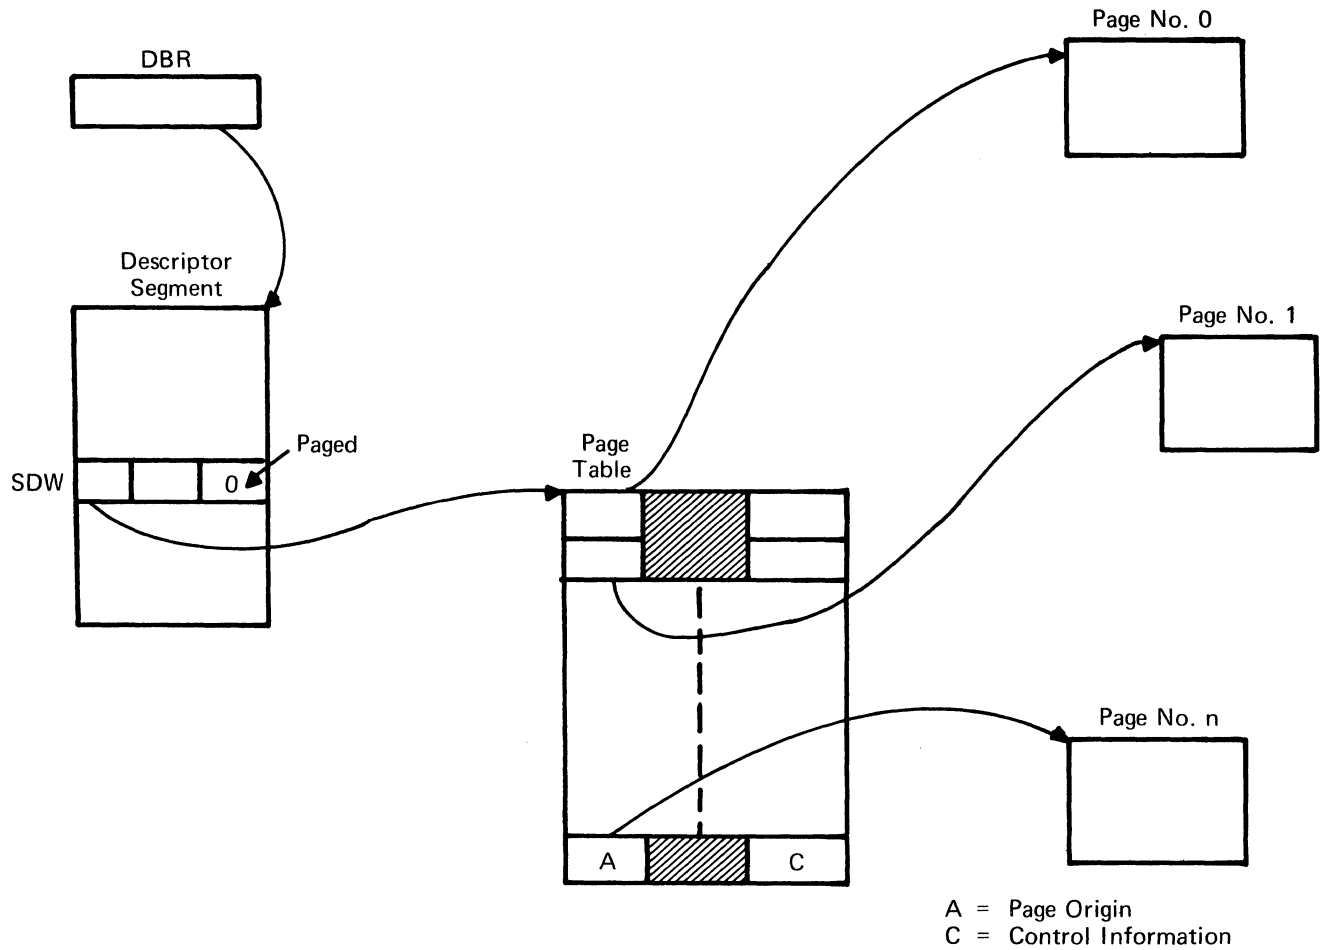 Page No. 0
DBR
Descriptor
Segment
Page No. 1
Paged
Page
Table
SDW
0
Page No. n
A
C
A = Page Origin
C = Control Information